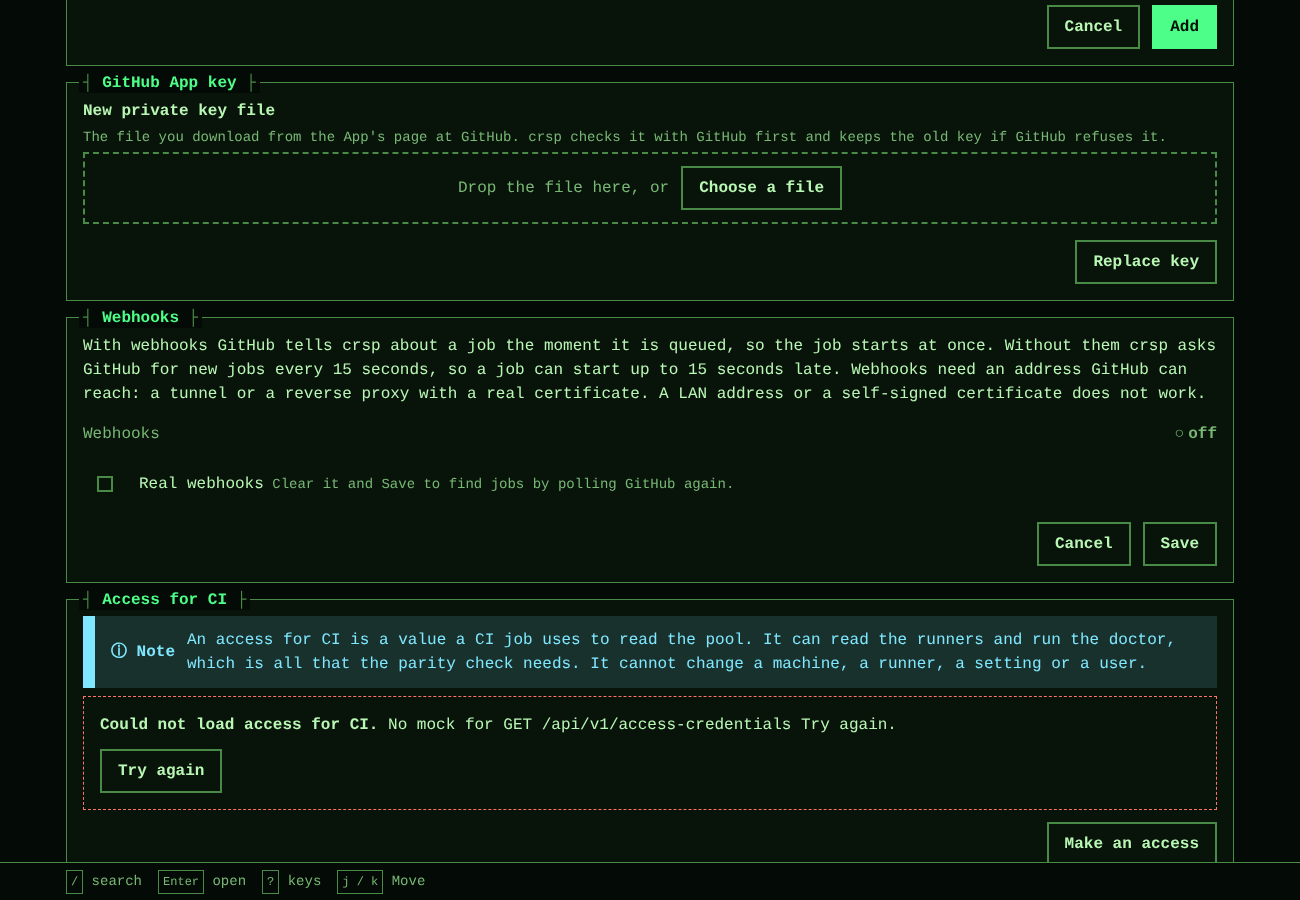 Cancel Add
GitHub App key
New private key file
The file you download from the App's page at GitHub. crsp checks it with GitHub first and keeps the old key if GitHub refuses it.
Drop the file here, or Choose a file
Replace key
Webhooks
With webhooks GitHub tells crsp about a job the moment it is queued, so the job starts at once. Without them crsp asks
GitHub for new jobs every 15 seconds, so a job can start up to 15 seconds late. Webhooks need an address GitHub can
reach: a tunnel or a reverse proxy with a real certificate. A LAN address or a self-signed certificate does not work.
Webhooks ○ off
Real webhooks Clear it and Save to find jobs by polling GitHub again.
Cancel Save
Access for CI
ⓘ Note
An access for CI is a value a CI job uses to read the pool. It can read the runners and run the doctor,
which is all that the parity check needs. It cannot change a machine, a runner, a setting or a user.
Could not load access for CI. No mock for GET /api/v1/access-credentials Try again.
Try again
Make an access
/ search Enter open ? keys j / k Move